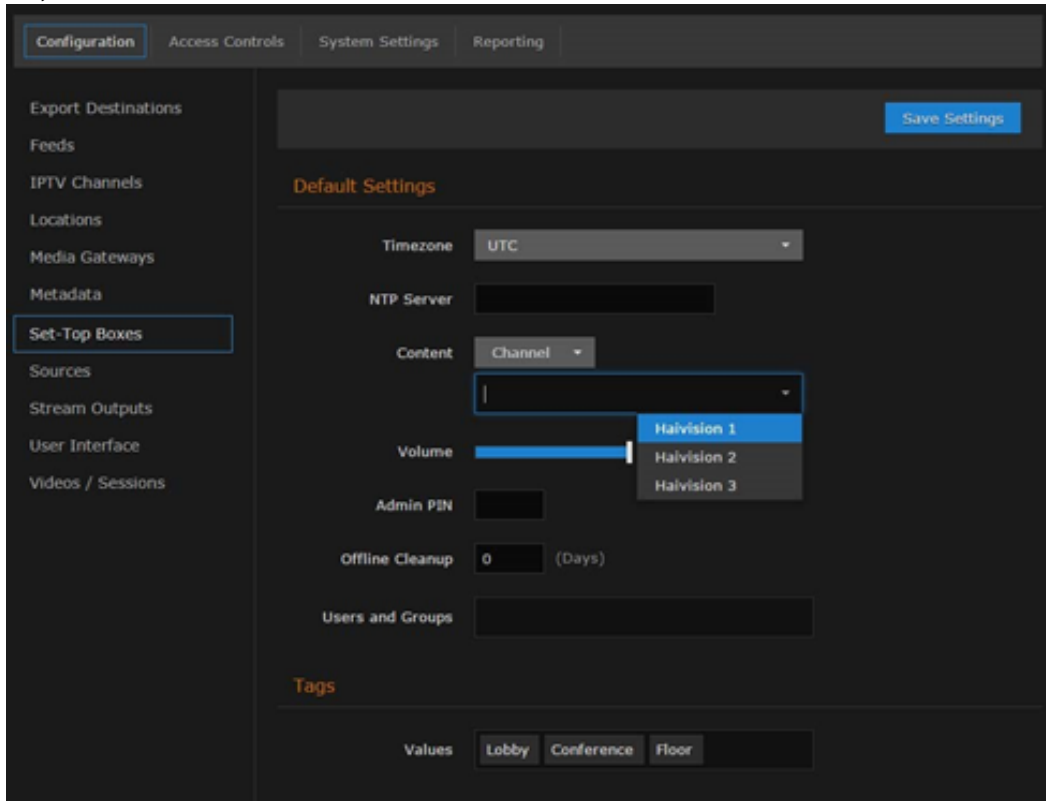 Configuration Access Controls System Settings Reporting
Export Destinations
Feeds
IPTV Channels
Locations
Media Gateways
Metadata
Set-Top Boxes
Sources
Stream Outputs
User Interface
Videos / Sessions
Save Settings
Default Settings
Timezone UTC
NTP Server
Content Channel
Haivision 1
Haivision 2
Haivision 3
Volume
Admin PIN
Offline Cleanup 0 (Days)
Users and Groups
Tags
Values Lobby Conference Floor